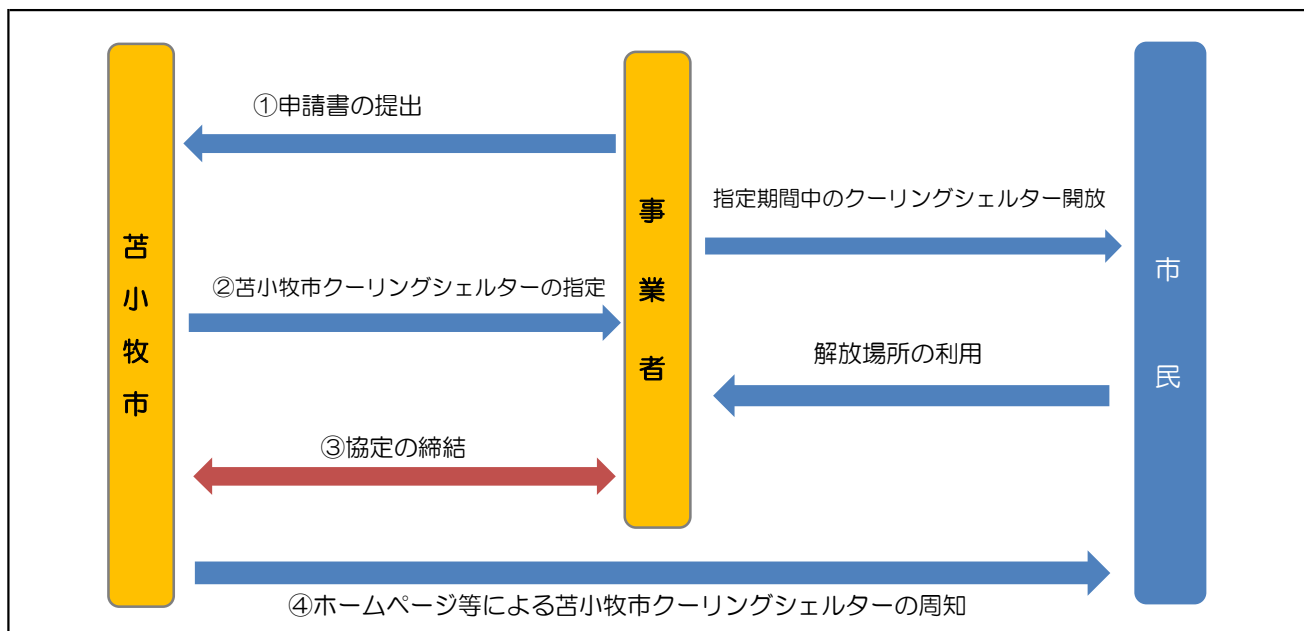 ①申請書の提出
指定期間中のクーリングシェルター開放
苫小牧市
事業者
市民
②苫小牧市クーリングシェルターの指定
解放場所の利用
③協定の締結
④ホームページ等による苫小牧市クーリングシェルターの周知